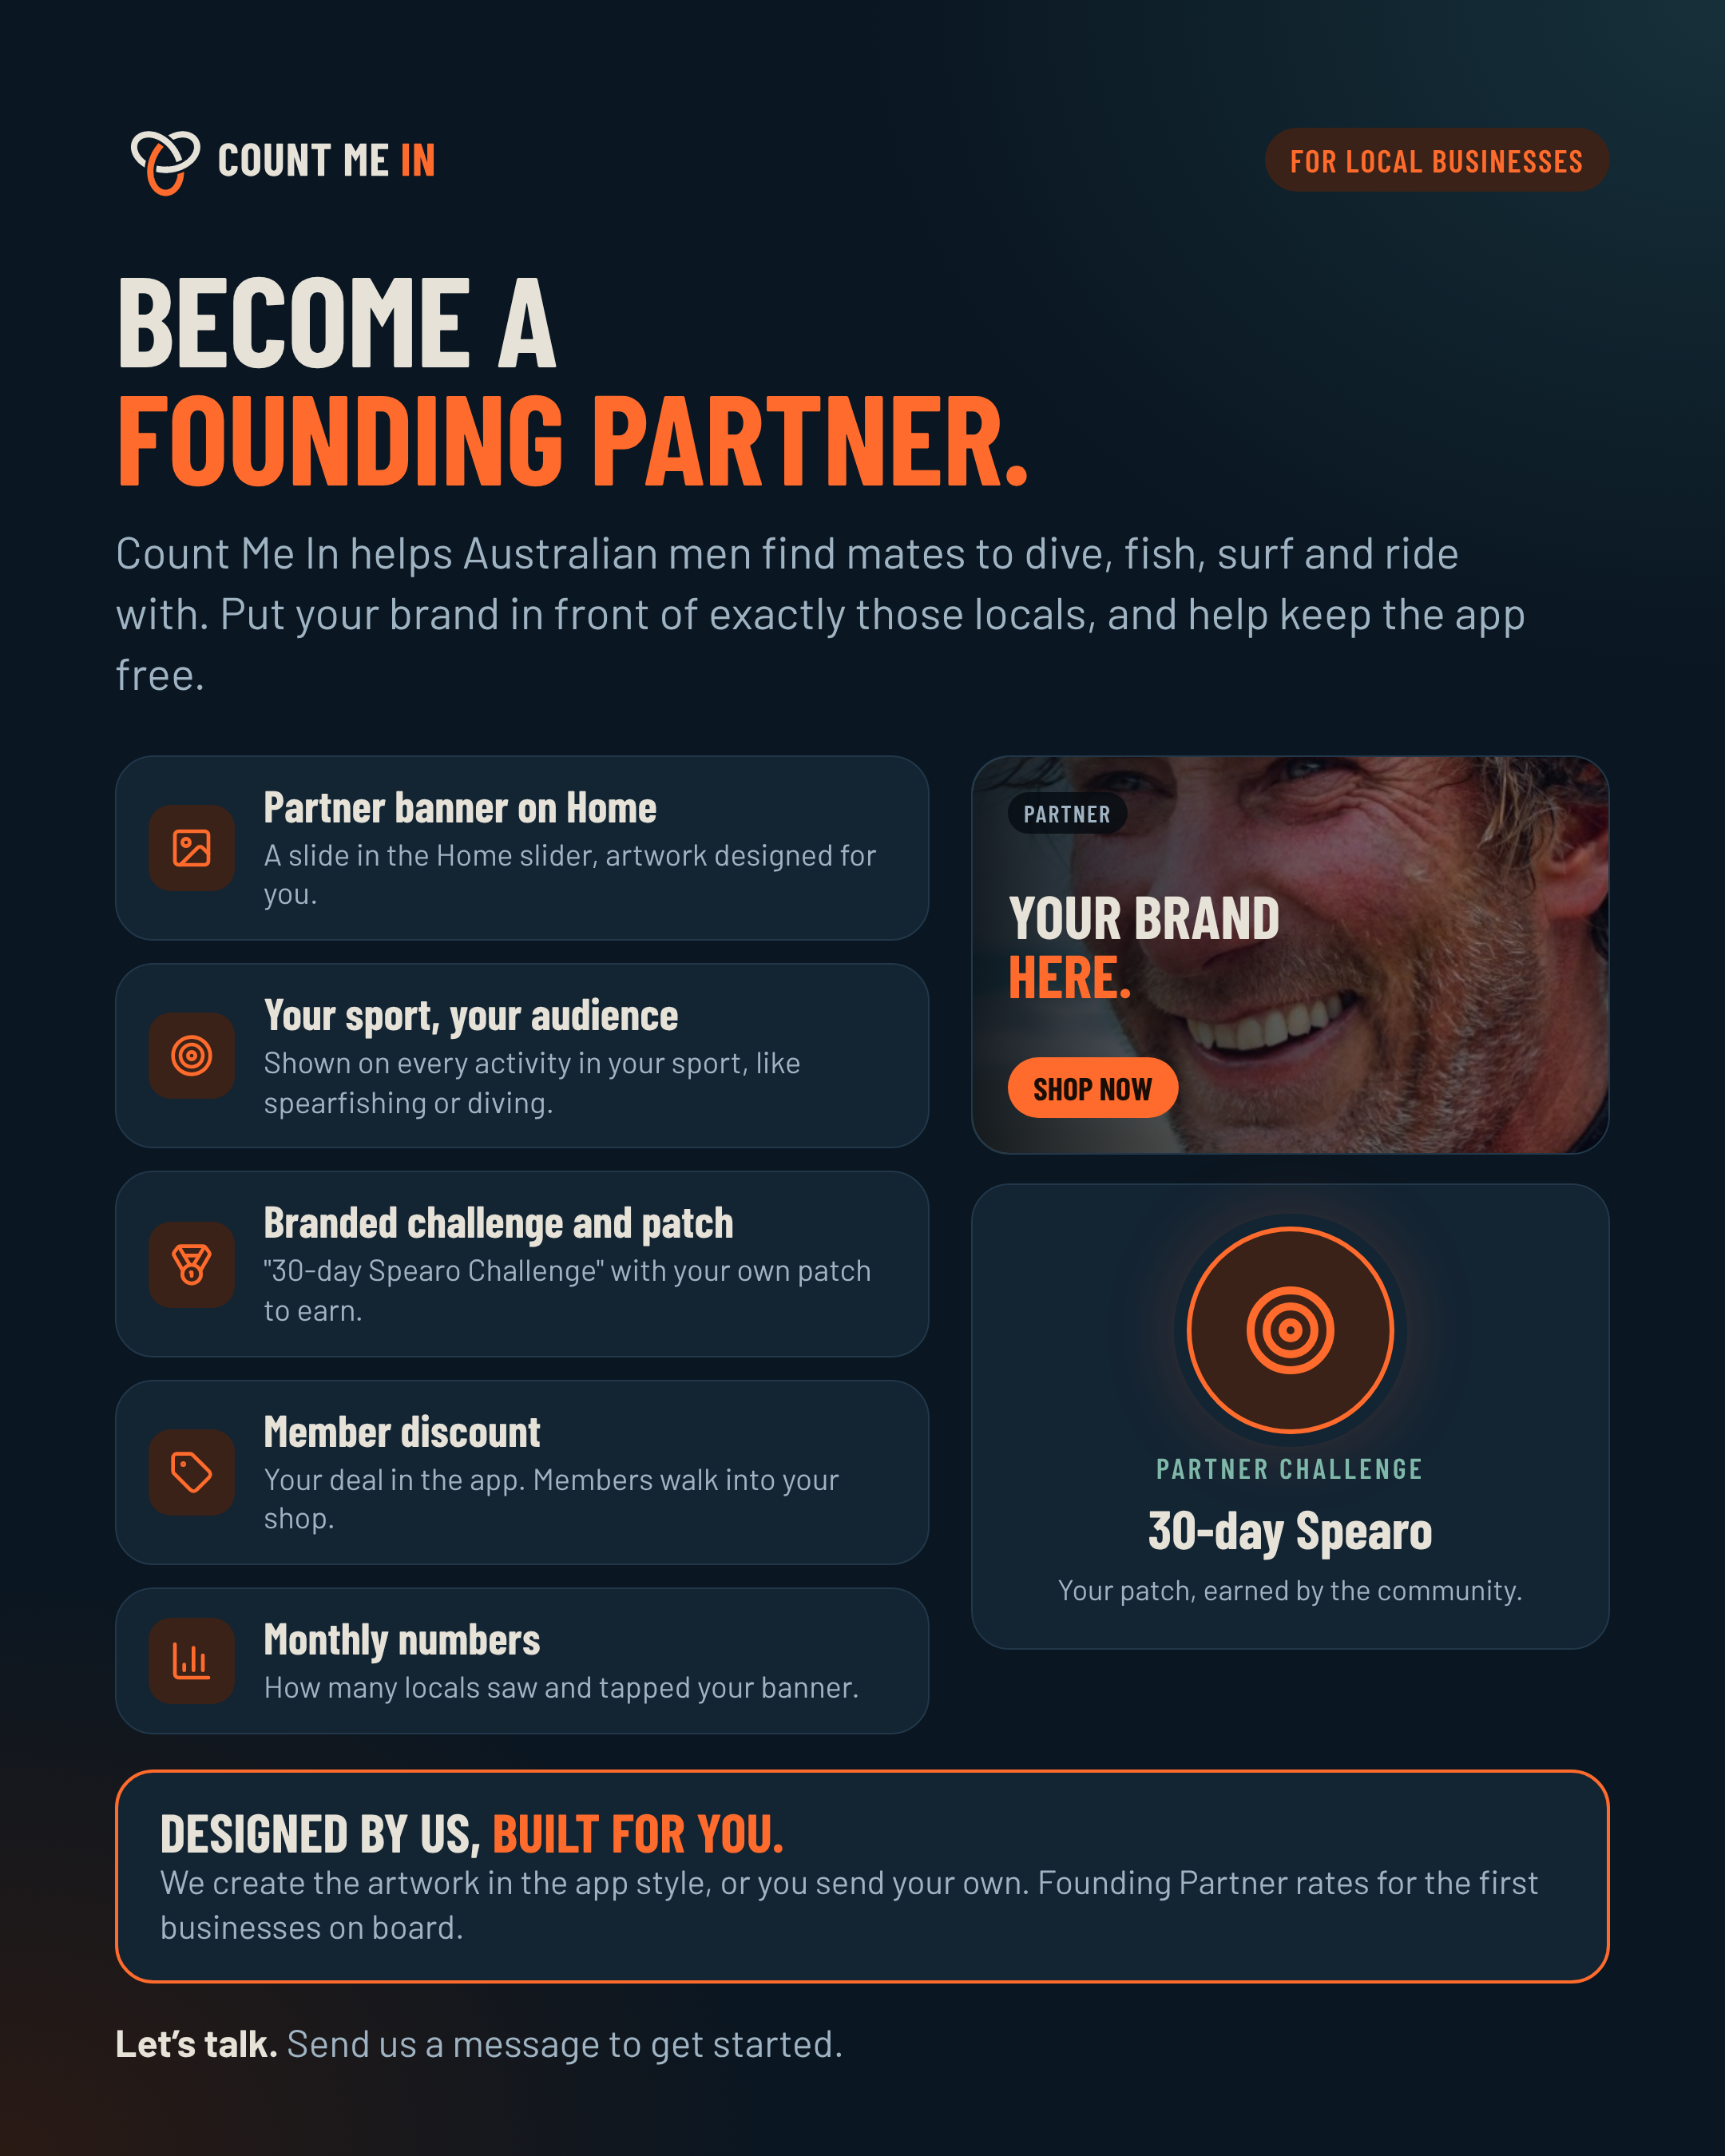 COUNT ME IN
FOR LOCAL BUSINESSES
BECOME A
FOUNDING PARTNER.
Count Me In helps Australian men find mates to dive, fish, surf and ride
with. Put your brand in front of exactly those locals, and help keep the app
free.
Partner banner on Home
A slide in the Home slider, artwork designed for
you.
Your sport, your audience
Shown on every activity in your sport, like
spearfishing or diving.
Branded challenge and patch
"30-day Spearo Challenge" with your own patch
to earn.
Member discount
Your deal in the app. Members walk into your
shop.
Monthly numbers
How many locals saw and tapped your banner.
PARTNER
YOUR BRAND
HERE.
SHOP NOW
PARTNER CHALLENGE
30-day Spearo
Your patch, earned by the community.
DESIGNED BY US, BUILT FOR YOU.
We create the artwork in the app style, or you send your own. Founding Partner rates for the first
businesses on board.
Let’s talk. Send us a message to get started.